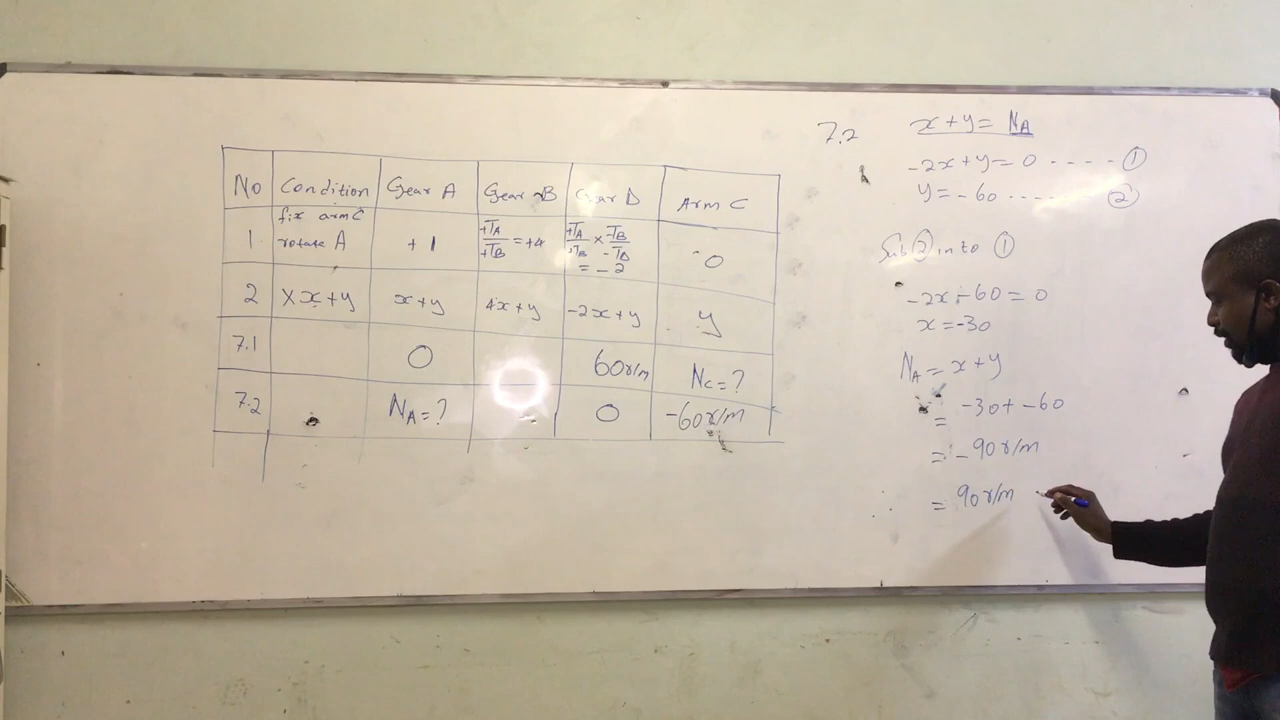 No Condition Gear A Gear B Gear D Arm C
1 fix arm C rotate A +1 +TA/+TB = +4 +TA/+TB × -TB/-TD = -2 0
2 × x + y x + y 4x + y -2x + y y
7.1 0 60r/m NC = ?
7.2 NA = ? 0 -60r/m
7.2 x + y = NA
-2x + y = 0 ---- ①
y = -60 .... ②
Sub ② into ①
-2x - 60 = 0
x = -30
NA = x + y
= -30 + -60
= -90r/m
∴ = 90r/m